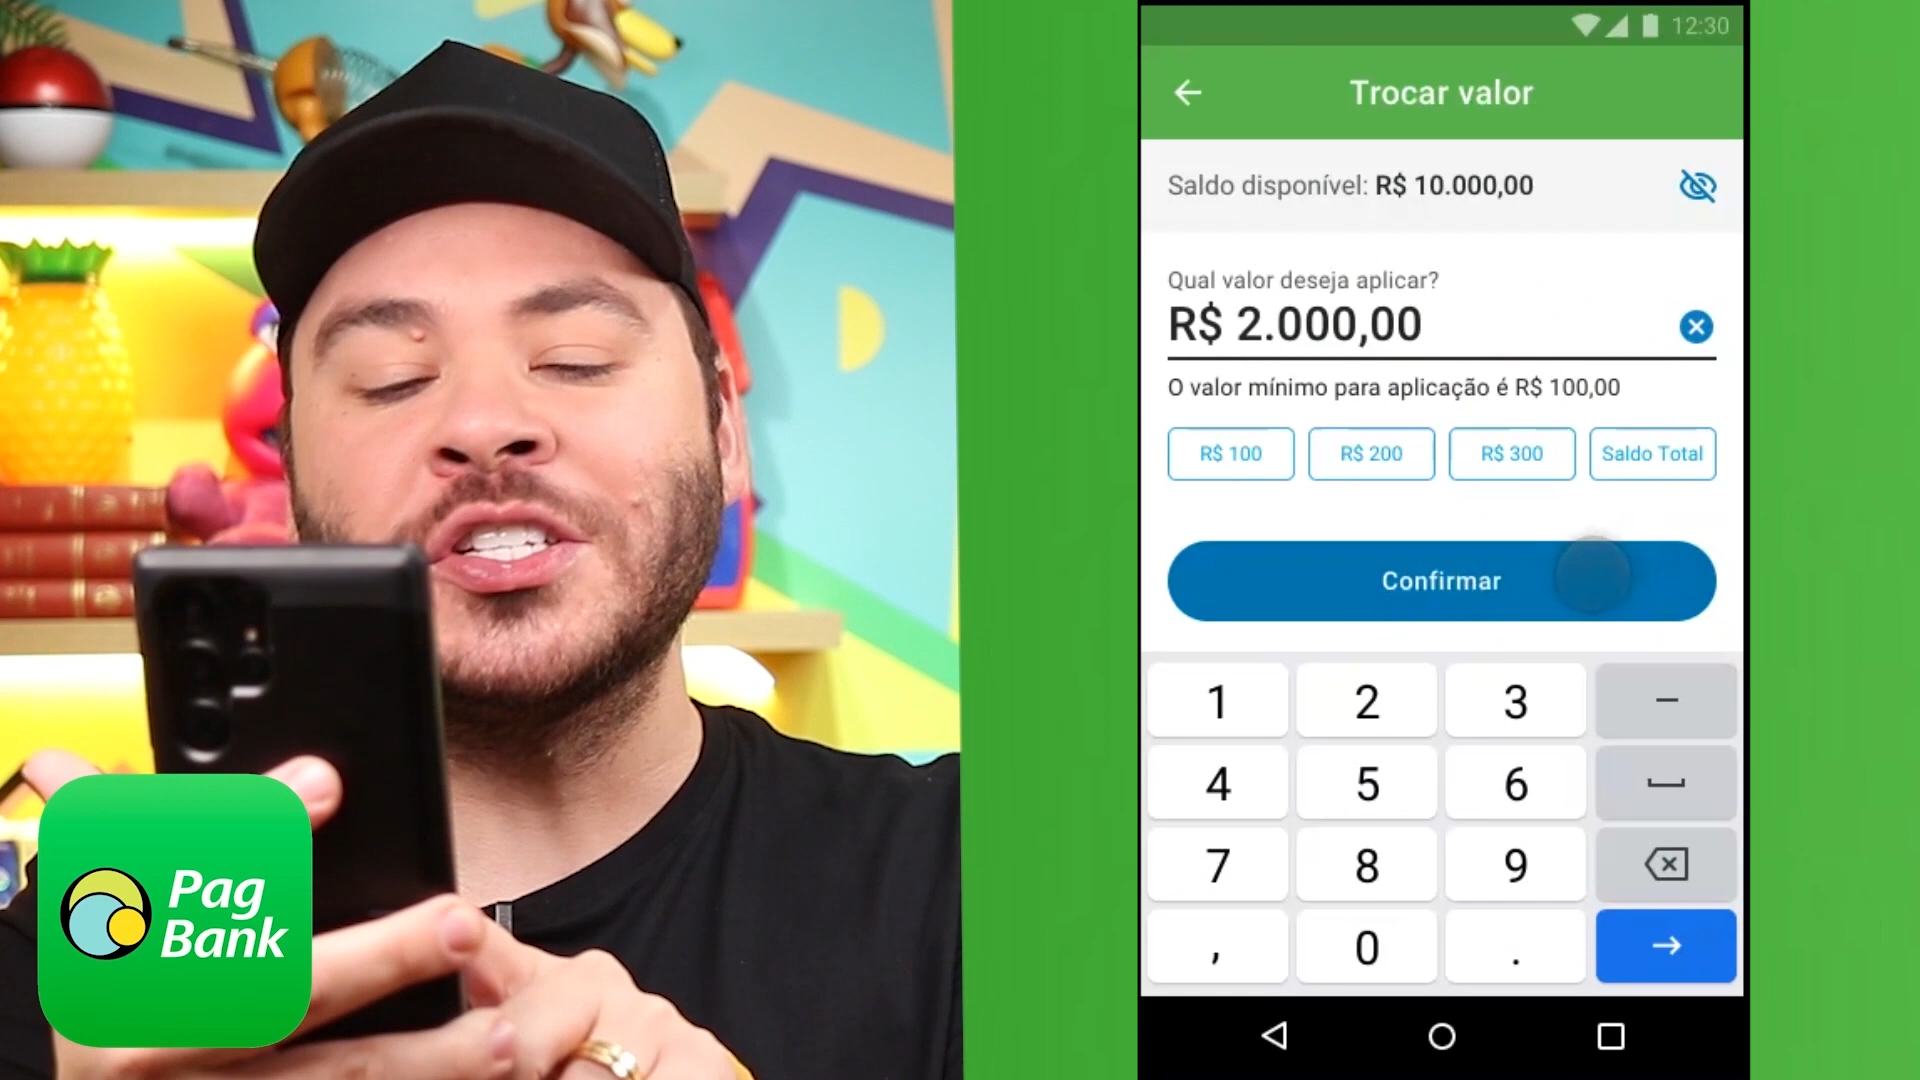 12:30
Trocar valor
Saldo disponível: R$ 10.000,00
Qual valor deseja aplicar?
R$ 2.000,00
O valor mínimo para aplicação é R$ 100,00
R$ 100 R$ 200 R$ 300 Saldo Total
Confirmar
1 2 3 –
4 5 6
7 8 9
, 0 .
Pag
Bank